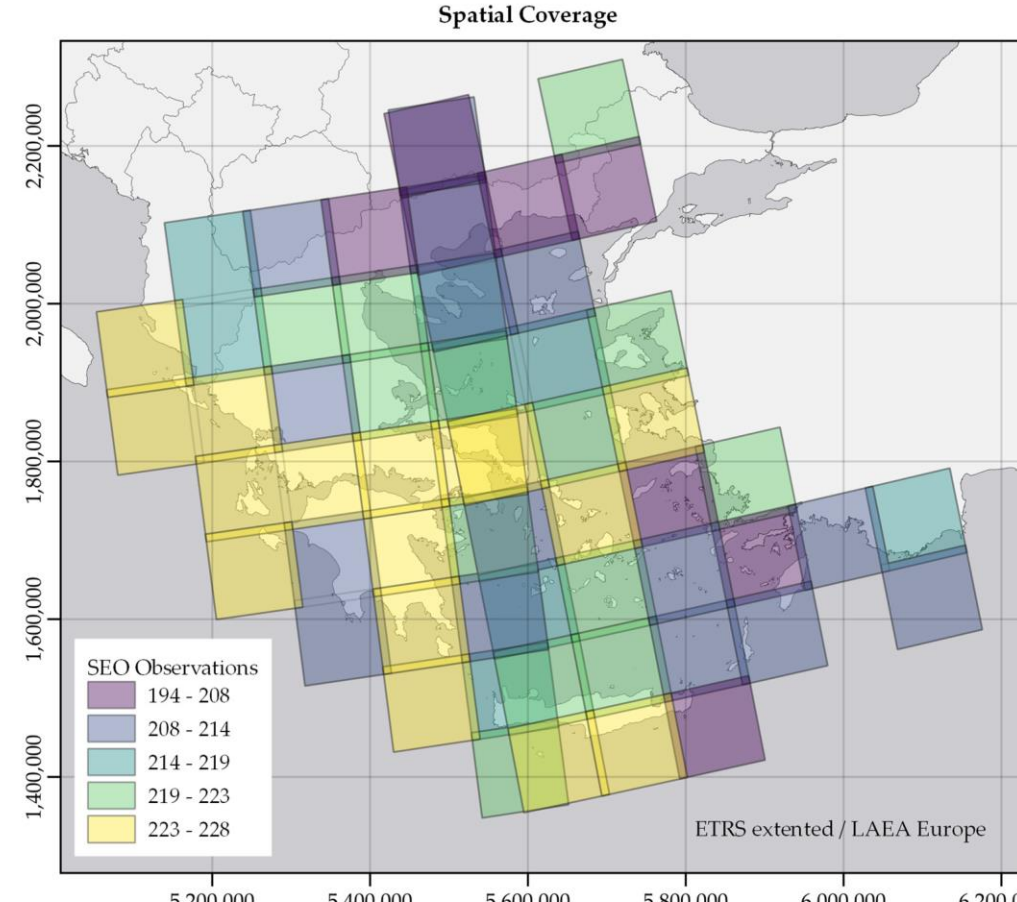 Spatial Coverage
2,200,000
2,000,000
1,800,000
1,600,000
1,400,000
SEO Observations
194 - 208
208 - 214
214 - 219
219 - 223
223 - 228
ETRS extented / LAEA Europe
5,200,000
5,400,000
5,600,000
5,800,000
6,000,000